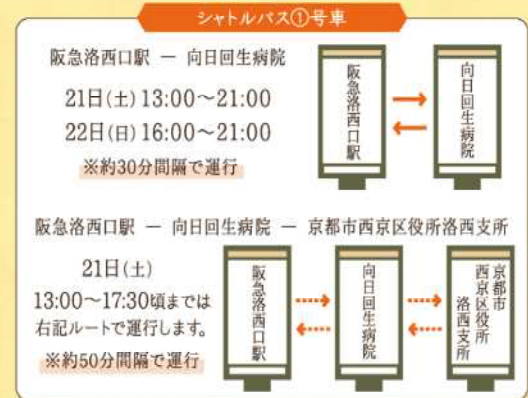 シャトルバス①号車
阪急洛西口駅 ― 向日回生病院
21日(土)13:00～21:00
22日(日)16:00～21:00
※約30分間隔で運行
阪急洛西口駅
向日回生病院
阪急洛西口駅 ― 向日回生病院 ― 京都市西京区役所洛西支所
21日(土)
13:00～17:30頃までは
右記ルートで運行します。
※約50分間隔で運行
阪急洛西口駅
向日回生病院
京都市
西京区役所
洛西支所